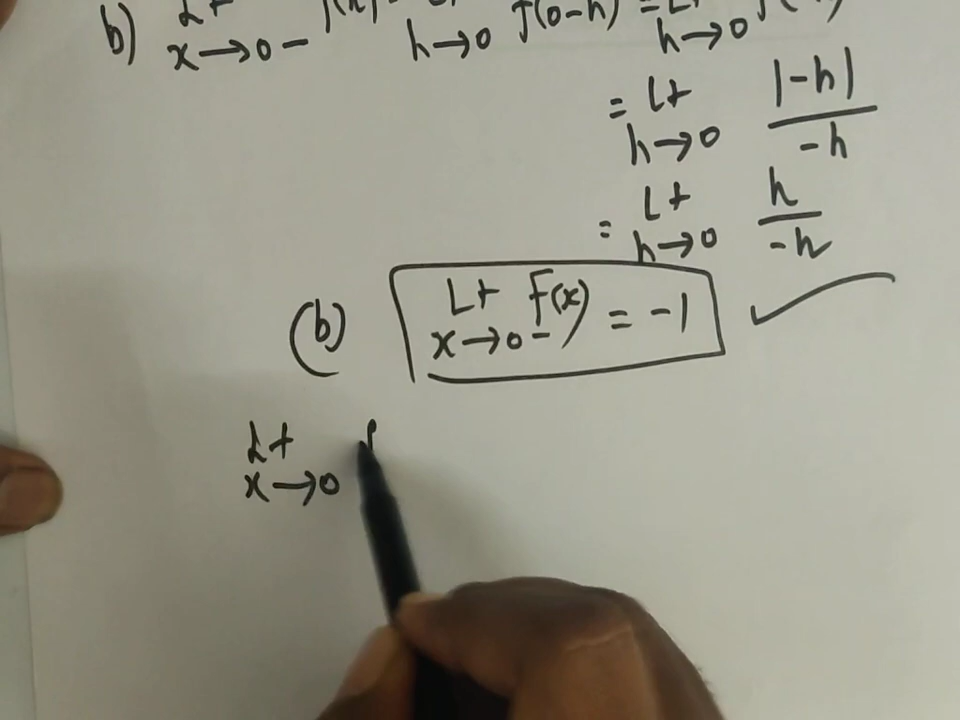 b) Lt x→0- f(x) = Lt h→0 f(0-h) = Lt h→0 f(-h)
= Lt h→0 |-h| / -h
= Lt h→0 h / -h
(b) Lt x→0- f(x) = -1 ✓
Lt x→0 f